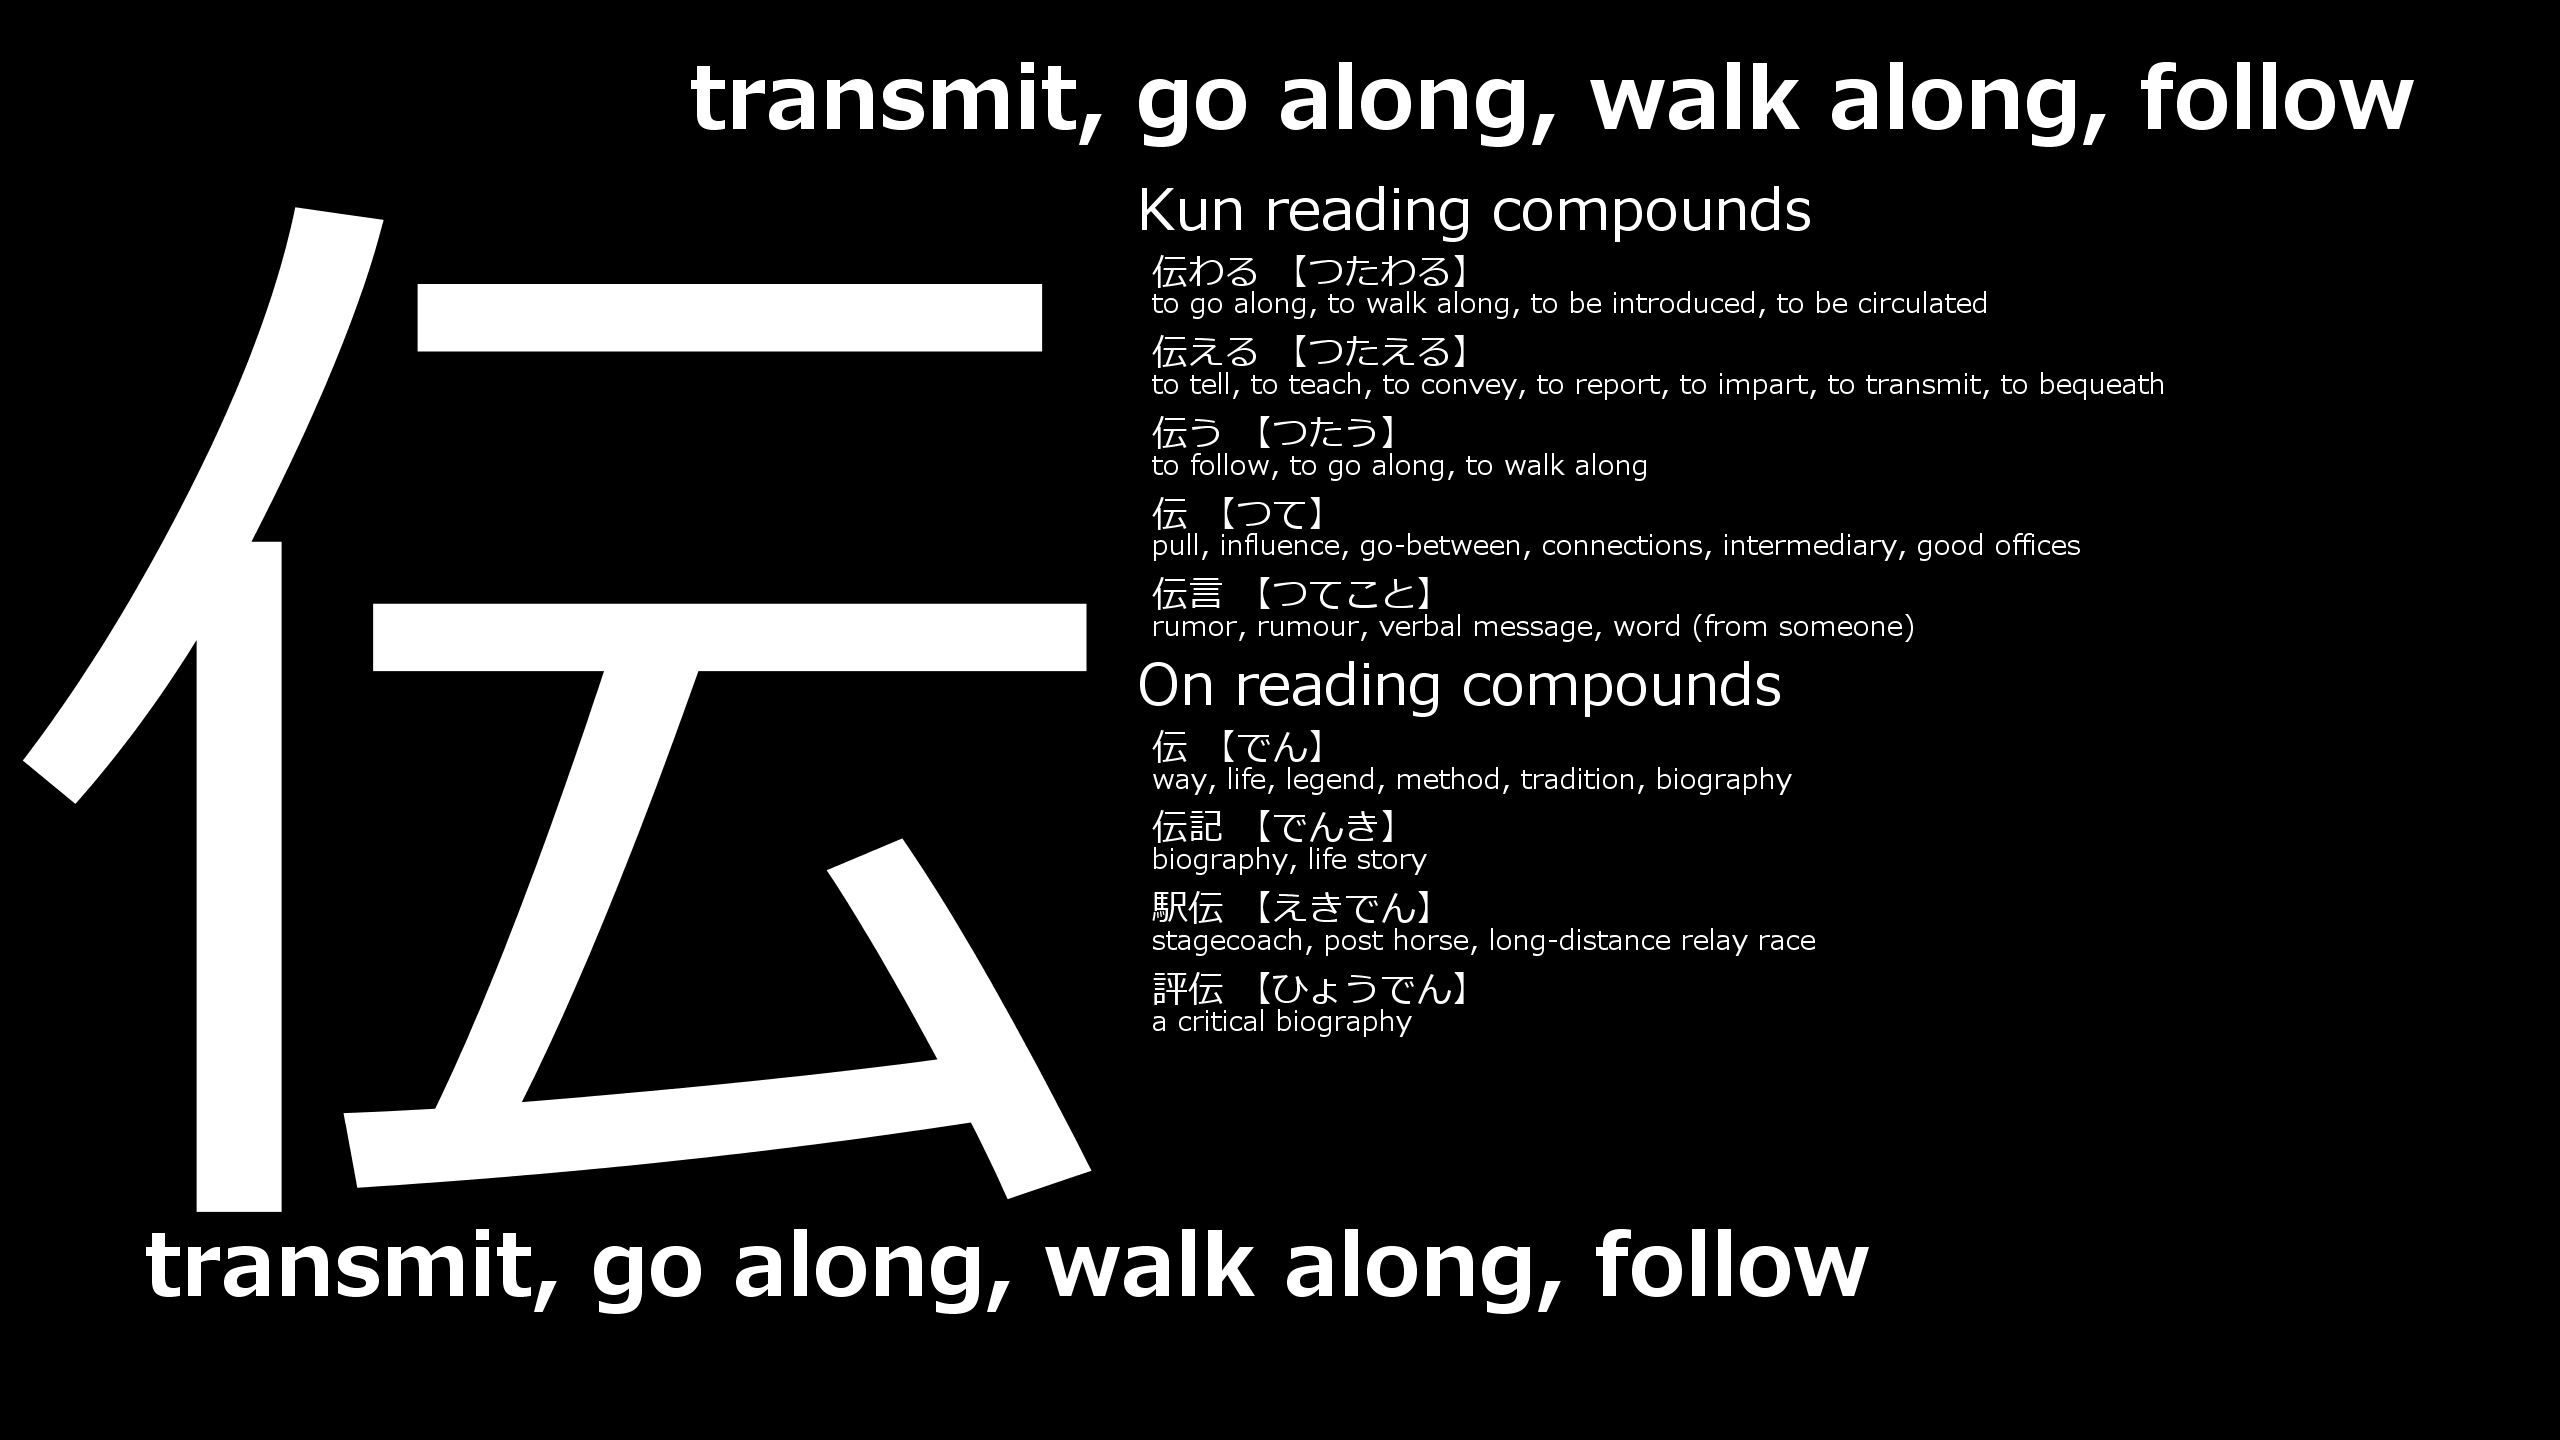 transmit, go along, walk along, follow
伝
Kun reading compounds
伝わる 【つたわる】
to go along, to walk along, to be introduced, to be circulated
伝える 【つたえる】
to tell, to teach, to convey, to report, to impart, to transmit, to bequeath
伝う 【つたう】
to follow, to go along, to walk along
伝 【つて】
pull, influence, go-between, connections, intermediary, good offices
伝言 【つてこと】
rumor, rumour, verbal message, word (from someone)
On reading compounds
伝 【でん】
way, life, legend, method, tradition, biography
伝記 【でんき】
biography, life story
駅伝 【えきでん】
stagecoach, post horse, long-distance relay race
評伝 【ひょうでん】
a critical biography
transmit, go along, walk along, follow